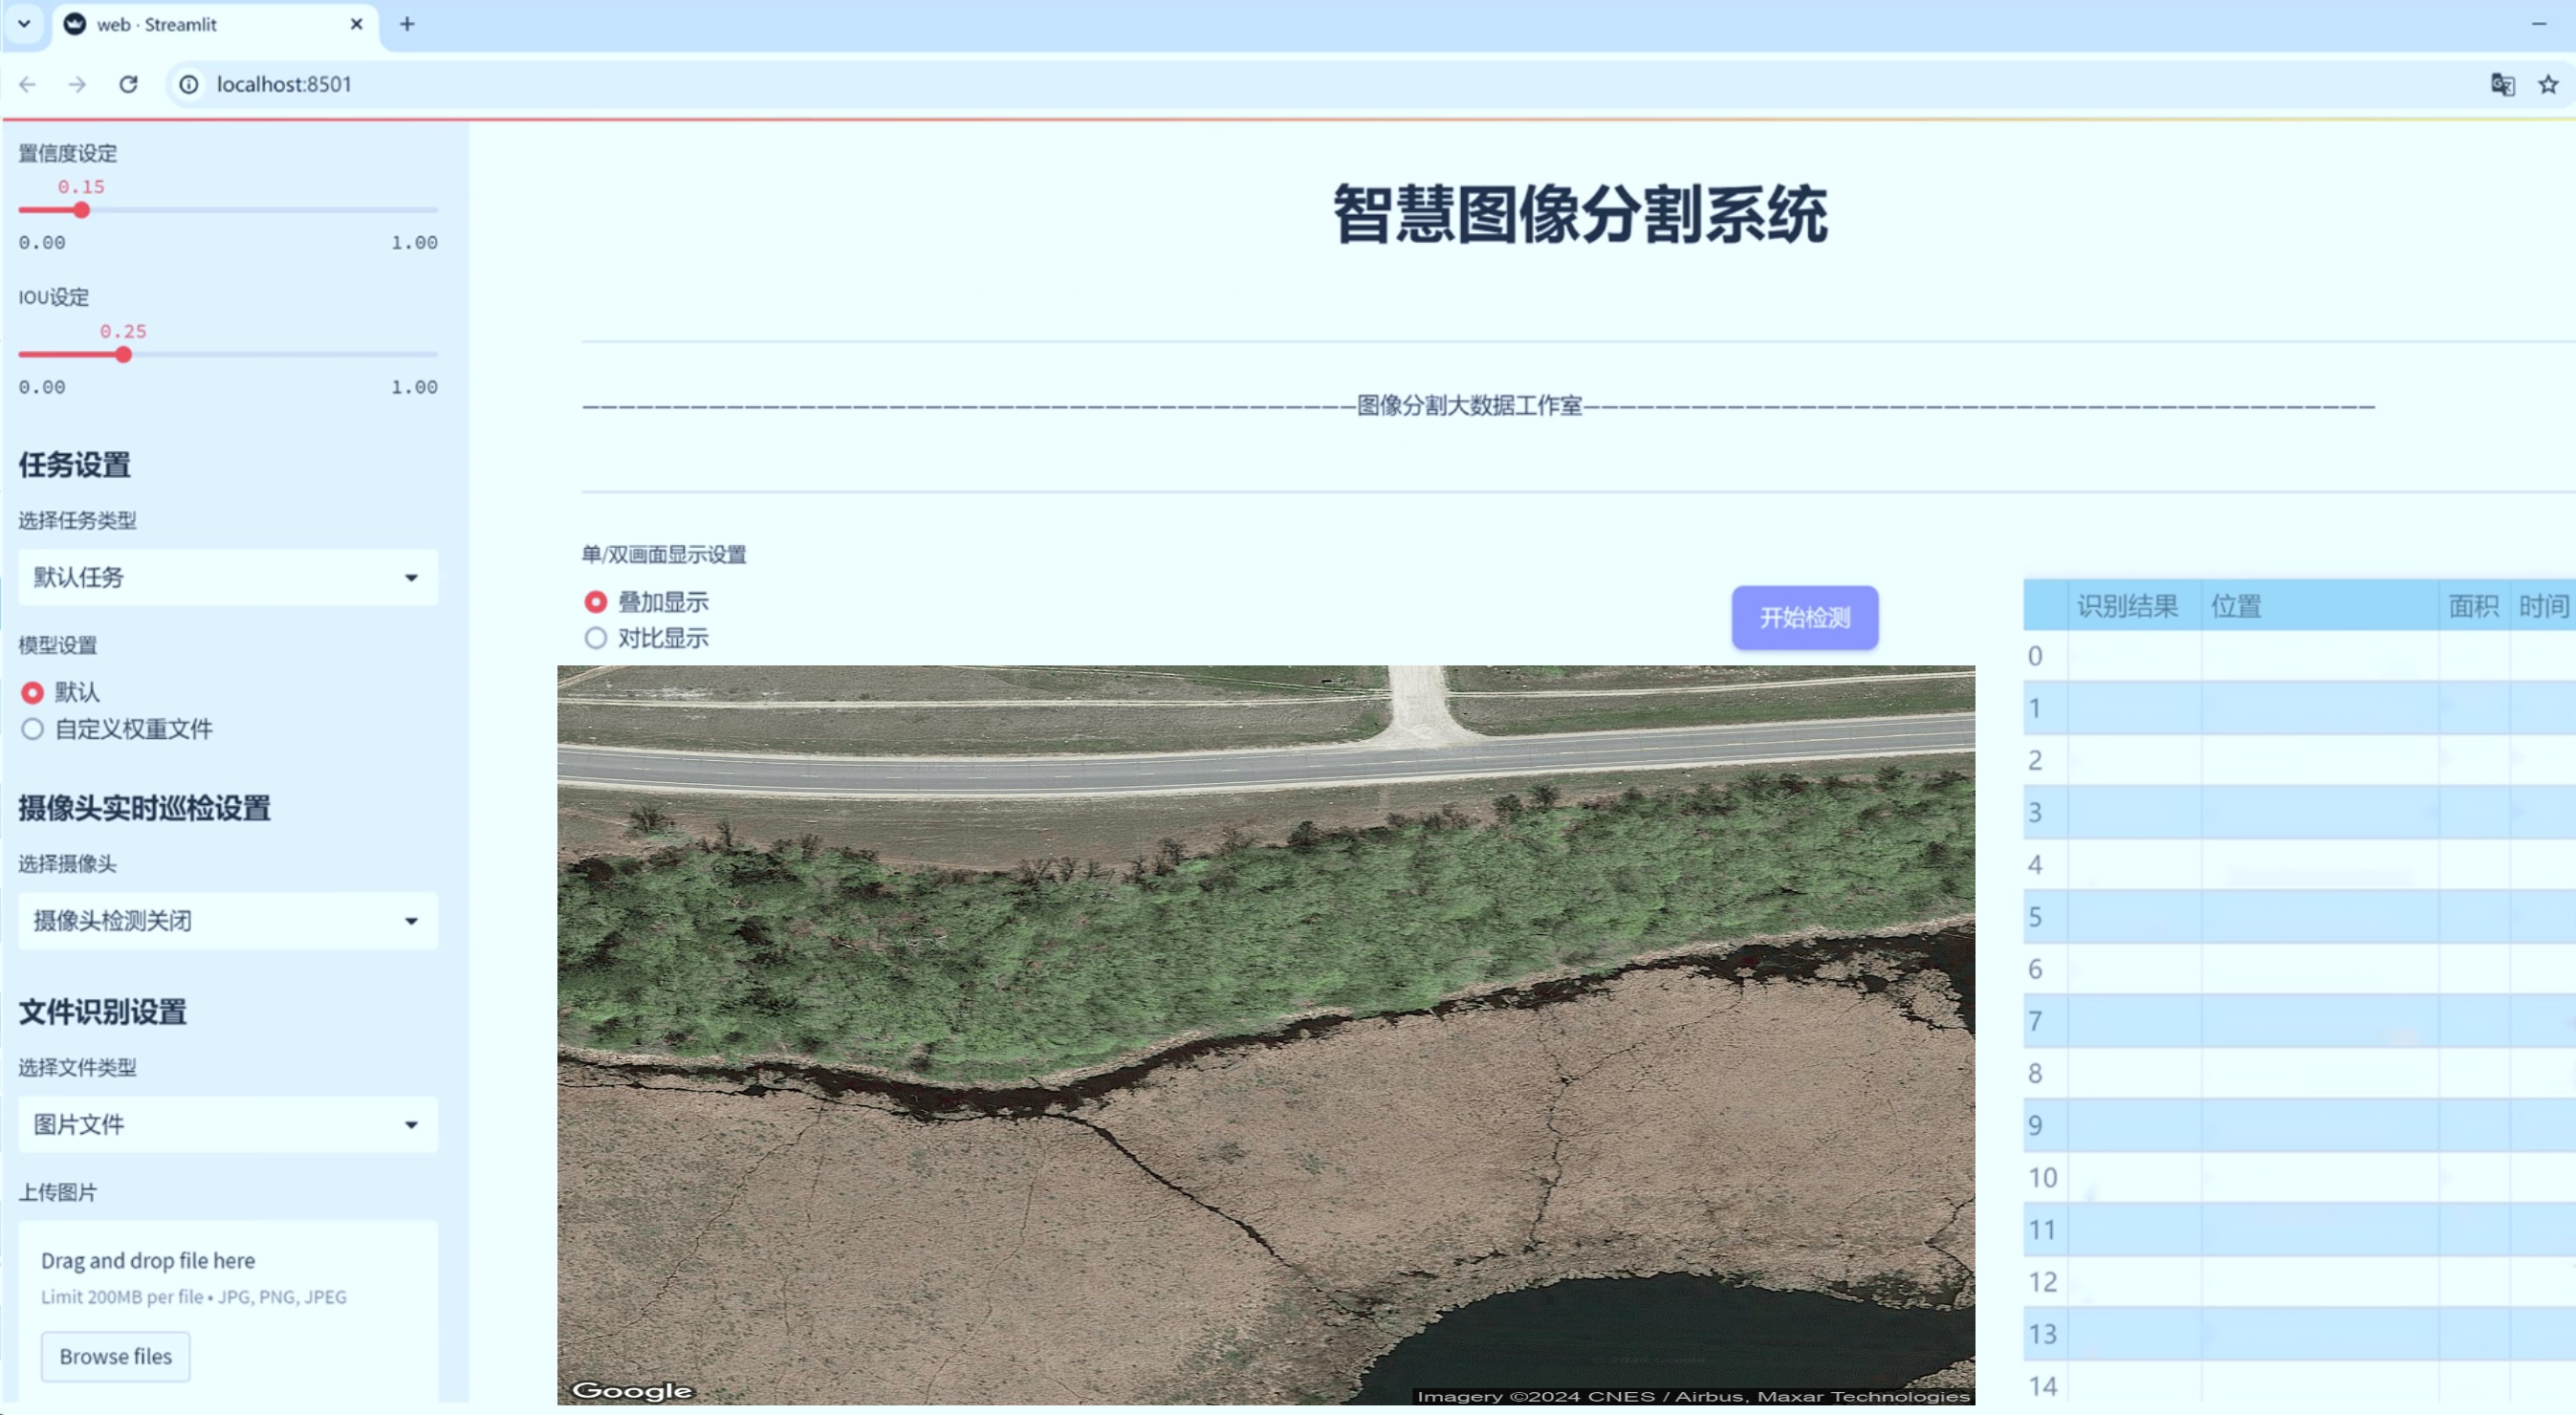 web · Streamlit
localhost:8501
置信度设定
0.15
0.00 1.00
IOU设定
0.25
0.00 1.00
任务设置
选择任务类型
默认任务
模型设置
默认
自定义权重文件
摄像头实时巡检设置
选择摄像头
摄像头检测关闭
文件识别设置
选择文件类型
图片文件
上传图片
Drag and drop file here
Limit 200MB per file • JPG, PNG, JPEG
Browse files
智慧图像分割系统
图像分割大数据工作室
单/双画面显示设置
叠加显示
对比显示
开始检测
Google
Imagery ©2024 CNES / Airbus, Maxar Technologies
识别结果 位置 面积 时间
0
1
2
3
4
5
6
7
8
9
10
11
12
13
14